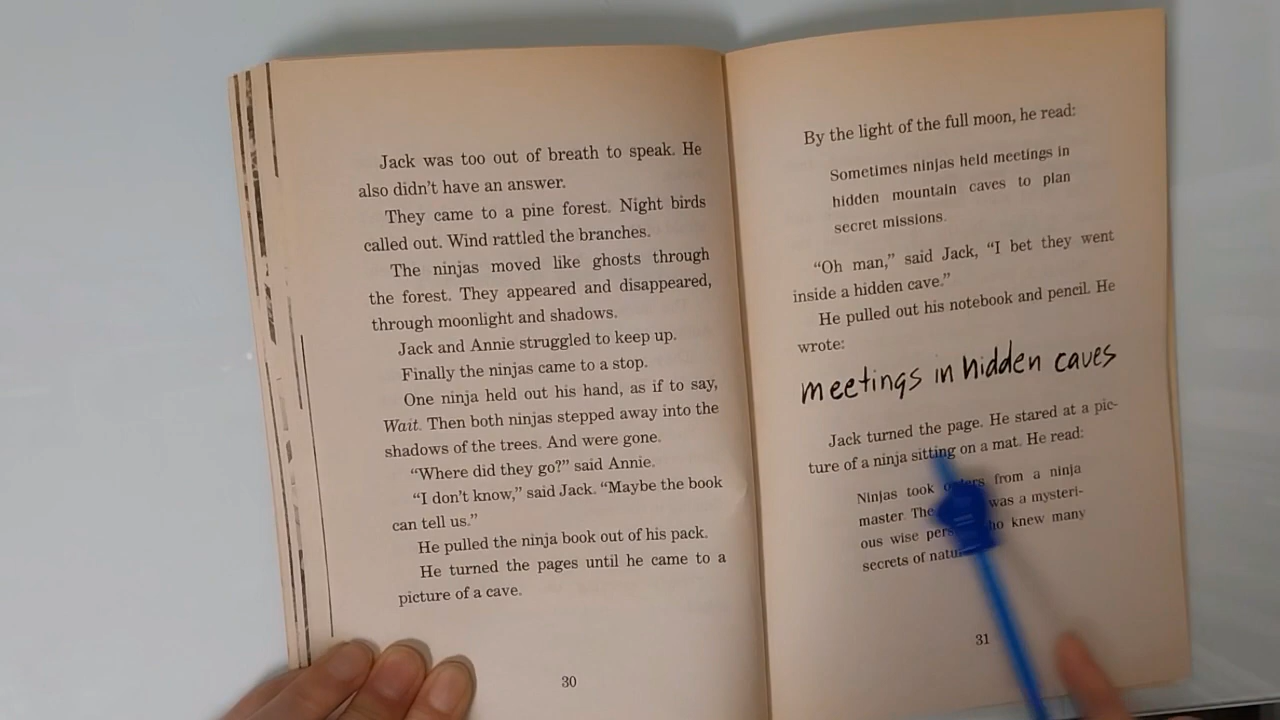 Jack was too out of breath to speak. He
also didn't have an answer.
They came to a pine forest. Night birds
called out. Wind rattled the branches.
The ninjas moved like ghosts through
the forest. They appeared and disappeared,
through moonlight and shadows.
Jack and Annie struggled to keep up.
Finally the ninjas came to a stop.
One ninja held out his hand, as if to say,
Wait. Then both ninjas stepped away into the
shadows of the trees. And were gone.
"Where did they go?" said Annie.
"I don't know," said Jack. "Maybe the book
can tell us."
He pulled the ninja book out of his pack.
He turned the pages until he came to a
picture of a cave.
30
By the light of the full moon, he read:
Sometimes ninjas held meetings in
hidden mountain caves to plan
secret missions.
"Oh man," said Jack, "I bet they went
inside a hidden cave."
He pulled out his notebook and pencil. He
wrote:
meetings in hidden caves
Jack turned the page. He stared at a pic-
ture of a ninja sitting on a mat. He read:
Ninjas took from a ninja
master. The was a mysteri-
ous wise knew many
secrets of
31